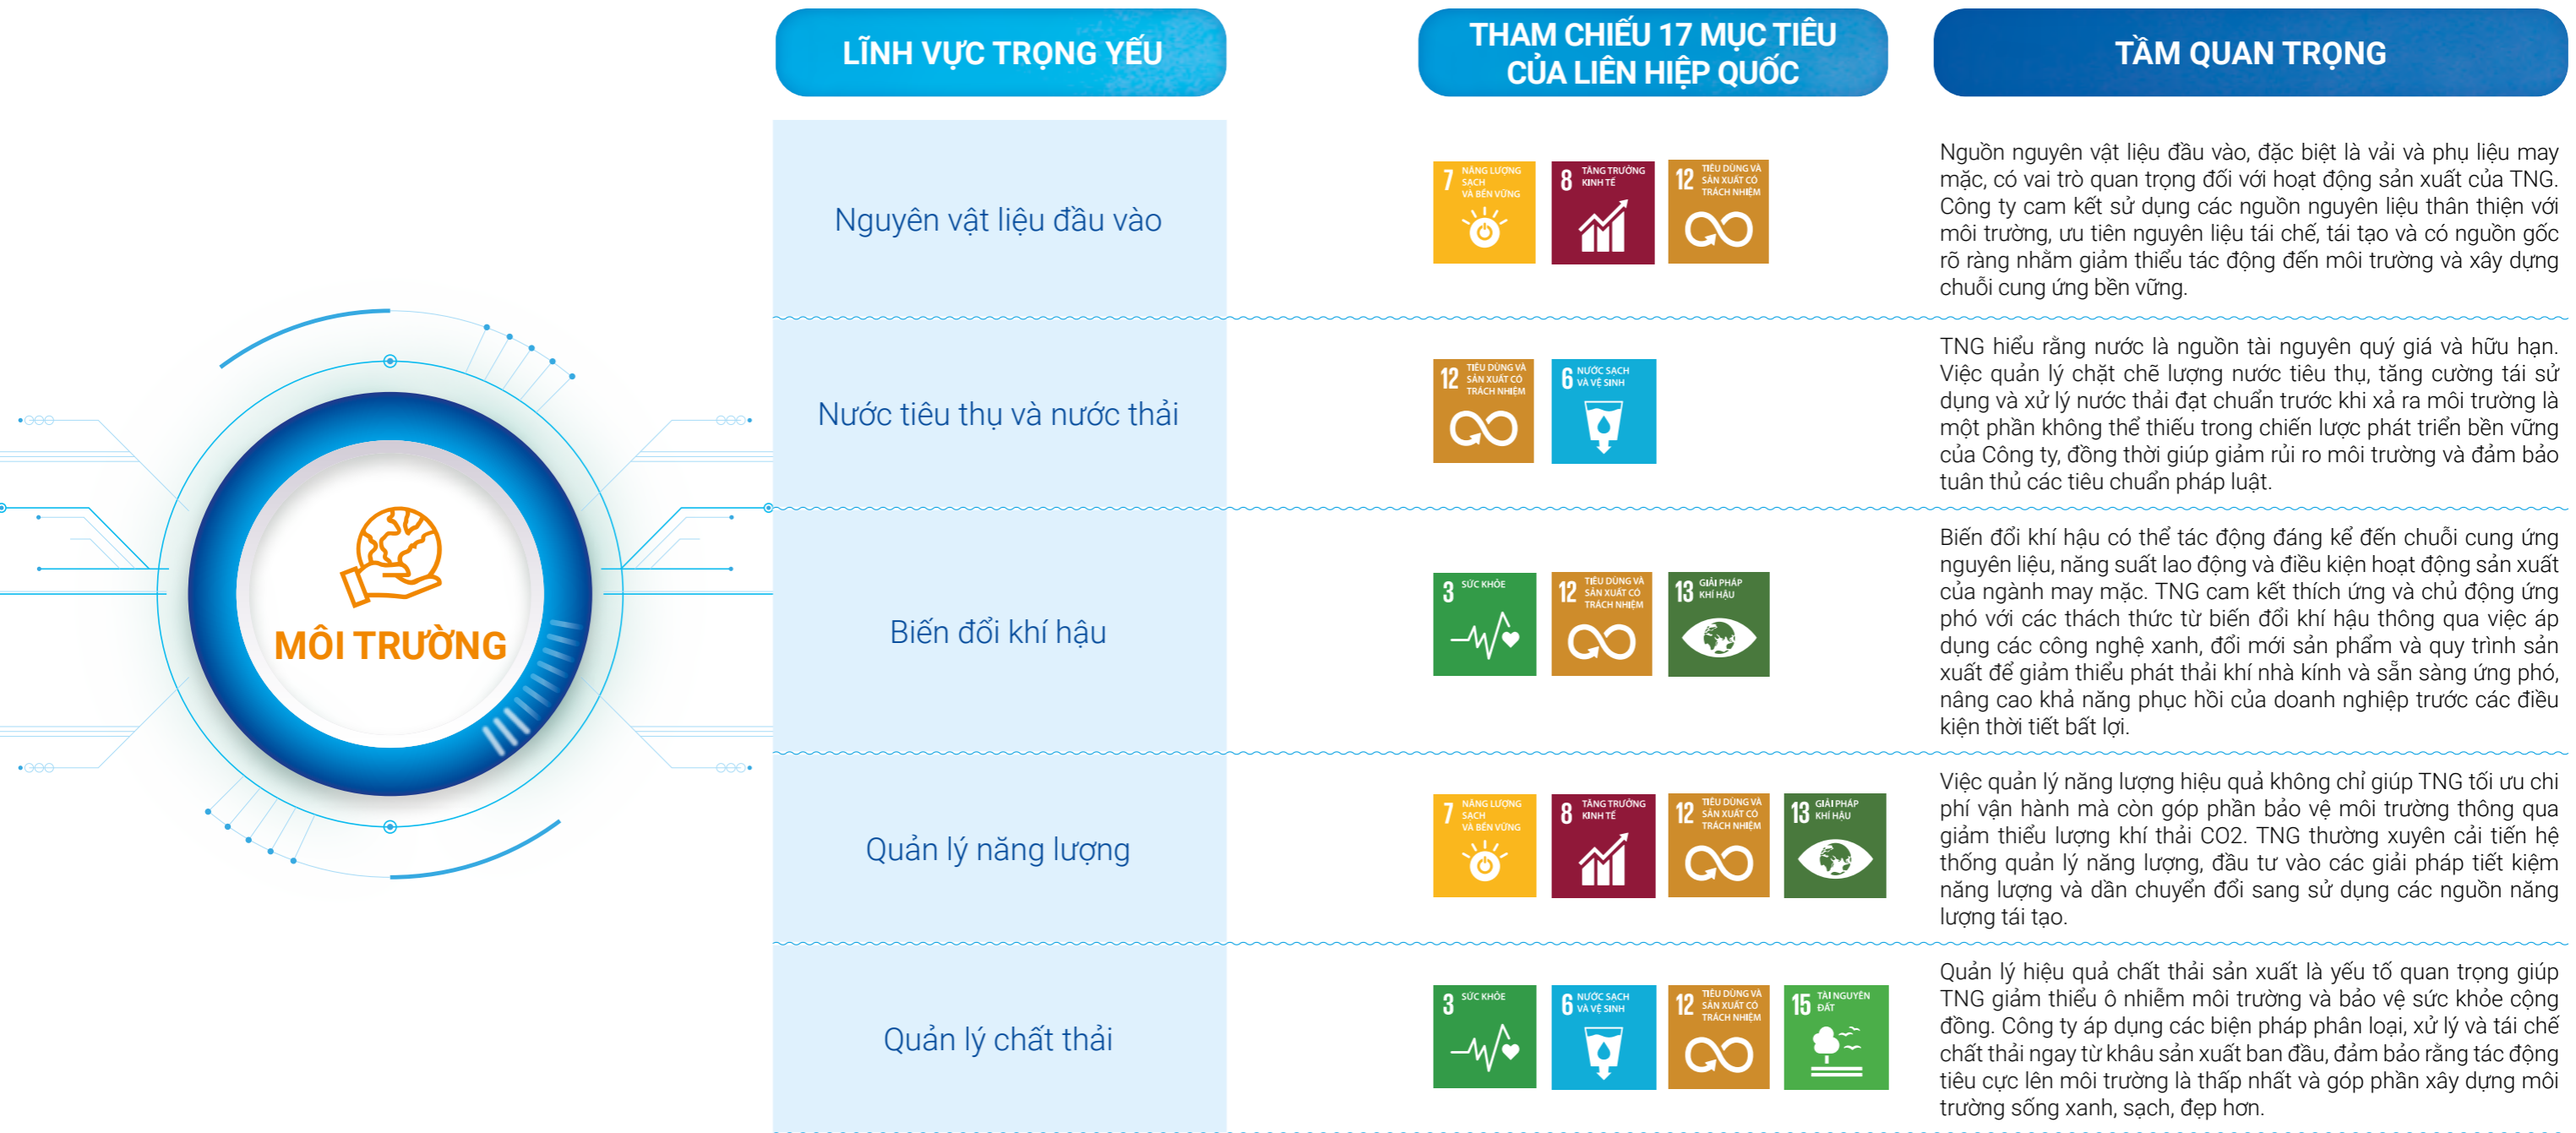 LĨNH VỰC TRỌNG YẾU
THAM CHIẾU 17 MỤC TIÊU
CỦA LIÊN HIỆP QUỐC
TẦM QUAN TRỌNG
MÔI TRƯỜNG
Nguyên vật liệu đầu vào
7 NĂNG LƯỢNG
SẠCH
VÀ BỀN VỮNG
8 TĂNG TRƯỞNG
KINH TẾ
12 TIÊU DÙNG VÀ
SẢN XUẤT CÓ
TRÁCH NHIỆM
Nguồn nguyên vật liệu đầu vào, đặc biệt là vải và phụ liệu may
mặc, có vai trò quan trọng đối với hoạt động sản xuất của TNG.
Công ty cam kết sử dụng các nguồn nguyên liệu thân thiện với
môi trường, ưu tiên nguyên liệu tái chế, tái tạo và có nguồn gốc
rõ ràng nhằm giảm thiểu tác động đến môi trường và xây dựng
chuỗi cung ứng bền vững.
Nước tiêu thụ và nước thải
12 TIÊU DÙNG VÀ
SẢN XUẤT CÓ
TRÁCH NHIỆM
6 NƯỚC SẠCH
VÀ VỆ SINH
TNG hiểu rằng nước là nguồn tài nguyên quý giá và hữu hạn.
Việc quản lý chặt chẽ lượng nước tiêu thụ, tăng cường tái sử
dụng và xử lý nước thải đạt chuẩn trước khi xả ra môi trường là
một phần không thể thiếu trong chiến lược phát triển bền vững
của Công ty, đồng thời giúp giảm rủi ro môi trường và đảm bảo
tuân thủ các tiêu chuẩn pháp luật.
Biến đổi khí hậu
3 SỨC KHỎE
12 TIÊU DÙNG VÀ
SẢN XUẤT CÓ
TRÁCH NHIỆM
13 GIẢI PHÁP
KHÍ HẬU
Biến đổi khí hậu có thể tác động đáng kể đến chuỗi cung ứng
nguyên liệu, năng suất lao động và điều kiện hoạt động sản xuất
của ngành may mặc. TNG cam kết thích ứng và chủ động ứng
phó với các thách thức từ biến đổi khí hậu thông qua việc áp
dụng các công nghệ xanh, đổi mới sản phẩm và quy trình sản
xuất để giảm thiểu phát thải khí nhà kính và sẵn sàng ứng phó,
nâng cao khả năng phục hồi của doanh nghiệp trước các điều
kiện thời tiết bất lợi.
Quản lý năng lượng
7 NĂNG LƯỢNG
SẠCH
VÀ BỀN VỮNG
8 TĂNG TRƯỞNG
KINH TẾ
12 TIÊU DÙNG VÀ
SẢN XUẤT CÓ
TRÁCH NHIỆM
13 GIẢI PHÁP
KHÍ HẬU
Việc quản lý năng lượng hiệu quả không chỉ giúp TNG tối ưu chi
phí vận hành mà còn góp phần bảo vệ môi trường thông qua
giảm thiểu lượng khí thải CO2. TNG thường xuyên cải tiến hệ
thống quản lý năng lượng, đầu tư vào các giải pháp tiết kiệm
năng lượng và dần chuyển đổi sang sử dụng các nguồn năng
lượng tái tạo.
Quản lý chất thải
3 SỨC KHỎE
6 NƯỚC SẠCH
VÀ VỆ SINH
12 TIÊU DÙNG VÀ
SẢN XUẤT CÓ
TRÁCH NHIỆM
15 TÀI NGUYÊN
ĐẤT
Quản lý hiệu quả chất thải sản xuất là yếu tố quan trọng giúp
TNG giảm thiểu ô nhiễm môi trường và bảo vệ sức khỏe cộng
đồng. Công ty áp dụng các biện pháp phân loại, xử lý và tái chế
chất thải ngay từ khâu sản xuất ban đầu, đảm bảo rằng tác động
tiêu cực lên môi trường là thấp nhất và góp phần xây dựng môi
trường sống xanh, sạch, đẹp hơn.